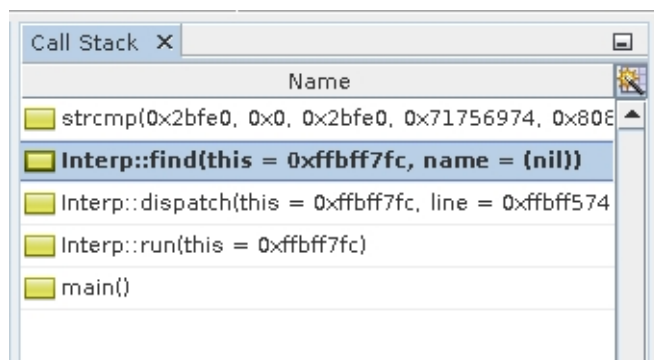 Call Stack
Name
strcmp(0x2bfe0, 0x0, 0x2bfe0, 0x71756974, 0x808
Interp::find(this = 0xffbff7fc, name = (nil))
Interp::dispatch(this = 0xffbff7fc, line = 0xffbff574
Interp::run(this = 0xffbff7fc)
main()